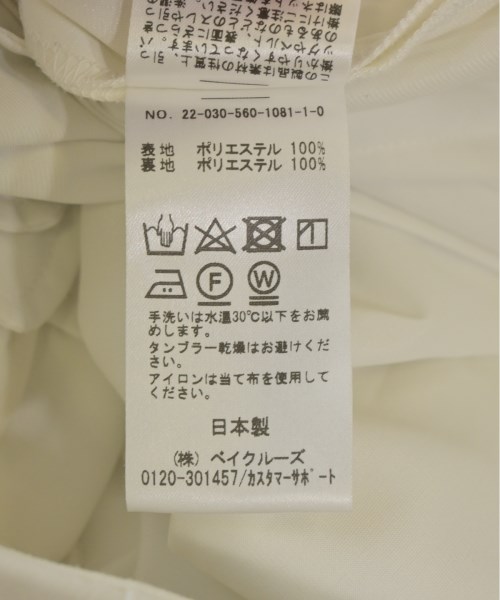 NO. 22-030-560-1081-1-0
表地 ポリエステル 100%
裏地 ポリエステル 100%
F
W
手洗いは水温30℃以下をお薦
めします。
タンブラー乾燥はお避けくだ
さい。
アイロンは当て布を使用して
ください。
日本製
(株) ベイクルーズ
0120-301457/カスタマーサポート